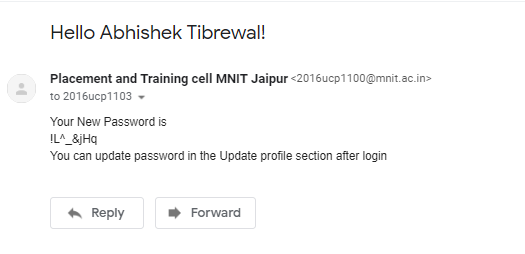 Hello Abhishek Tibrewal!
Placement and Training cell MNIT Jaipur <2016ucp1100@mnit.ac.in>
to 2016ucp1103
Your New Password is
!L^_&jHq
You can update password in the Update profile section after login
Reply Forward